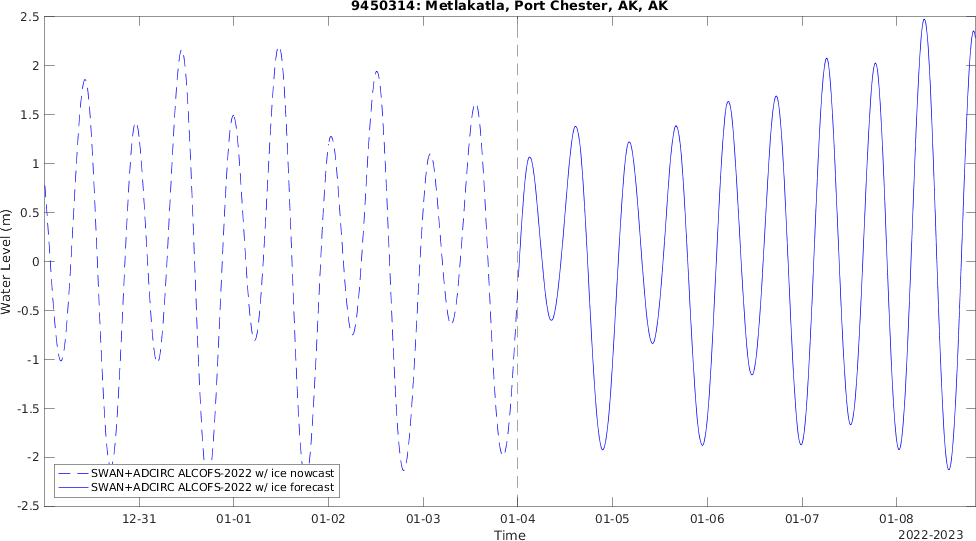 9450314: Metlakatla, Port Chester, AK, AK
2.5
2
1.5
1
0.5
0
-0.5
-1
-1.5
-2
-2.5
Water Level (m)
SWAN+ADCIRC ALCOFS-2022 w/ ice nowcast
SWAN+ADCIRC ALCOFS-2022 w/ ice forecast
12-31 01-01 01-02 01-03 01-04 01-05 01-06 01-07 01-08
Time
2022-2023